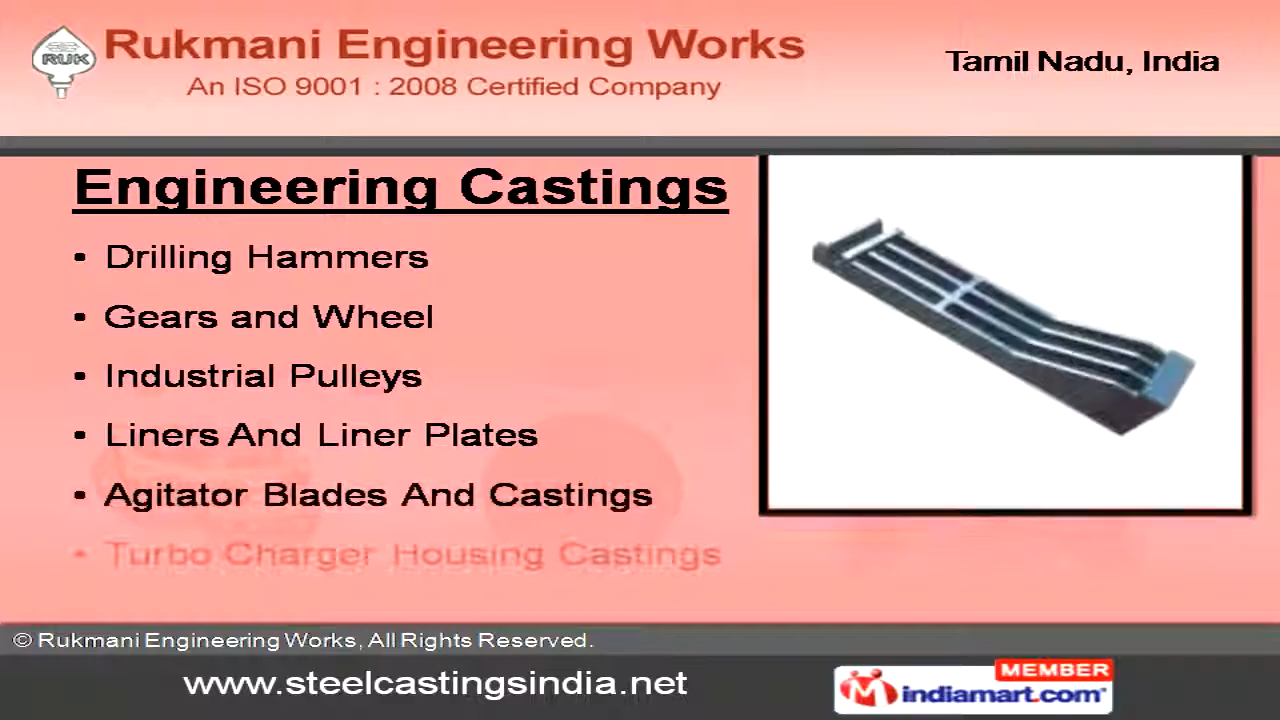 RUK
Rukmani Engineering Works
An ISO 9001 : 2008 Certified Company
Tamil Nadu, India
Engineering Castings
• Drilling Hammers
• Gears and Wheel
• Industrial Pulleys
• Liners And Liner Plates
• Agitator Blades And Castings
• Turbo Charger Housing Castings
© Rukmani Engineering Works, All Rights Reserved.
www.steelcastingsindia.net
MEMBER
indiamart.com